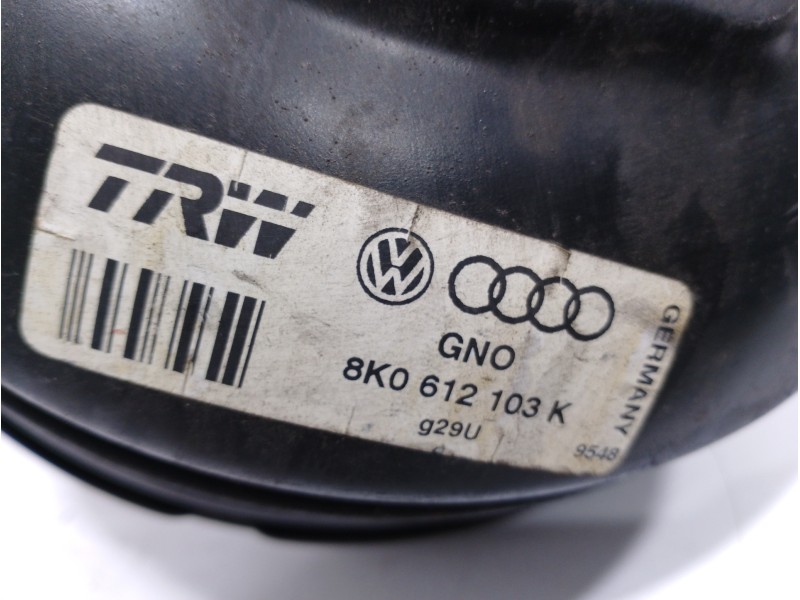 TRW
GNO
8K0 612 103 K
g29U
GERMANY
9548